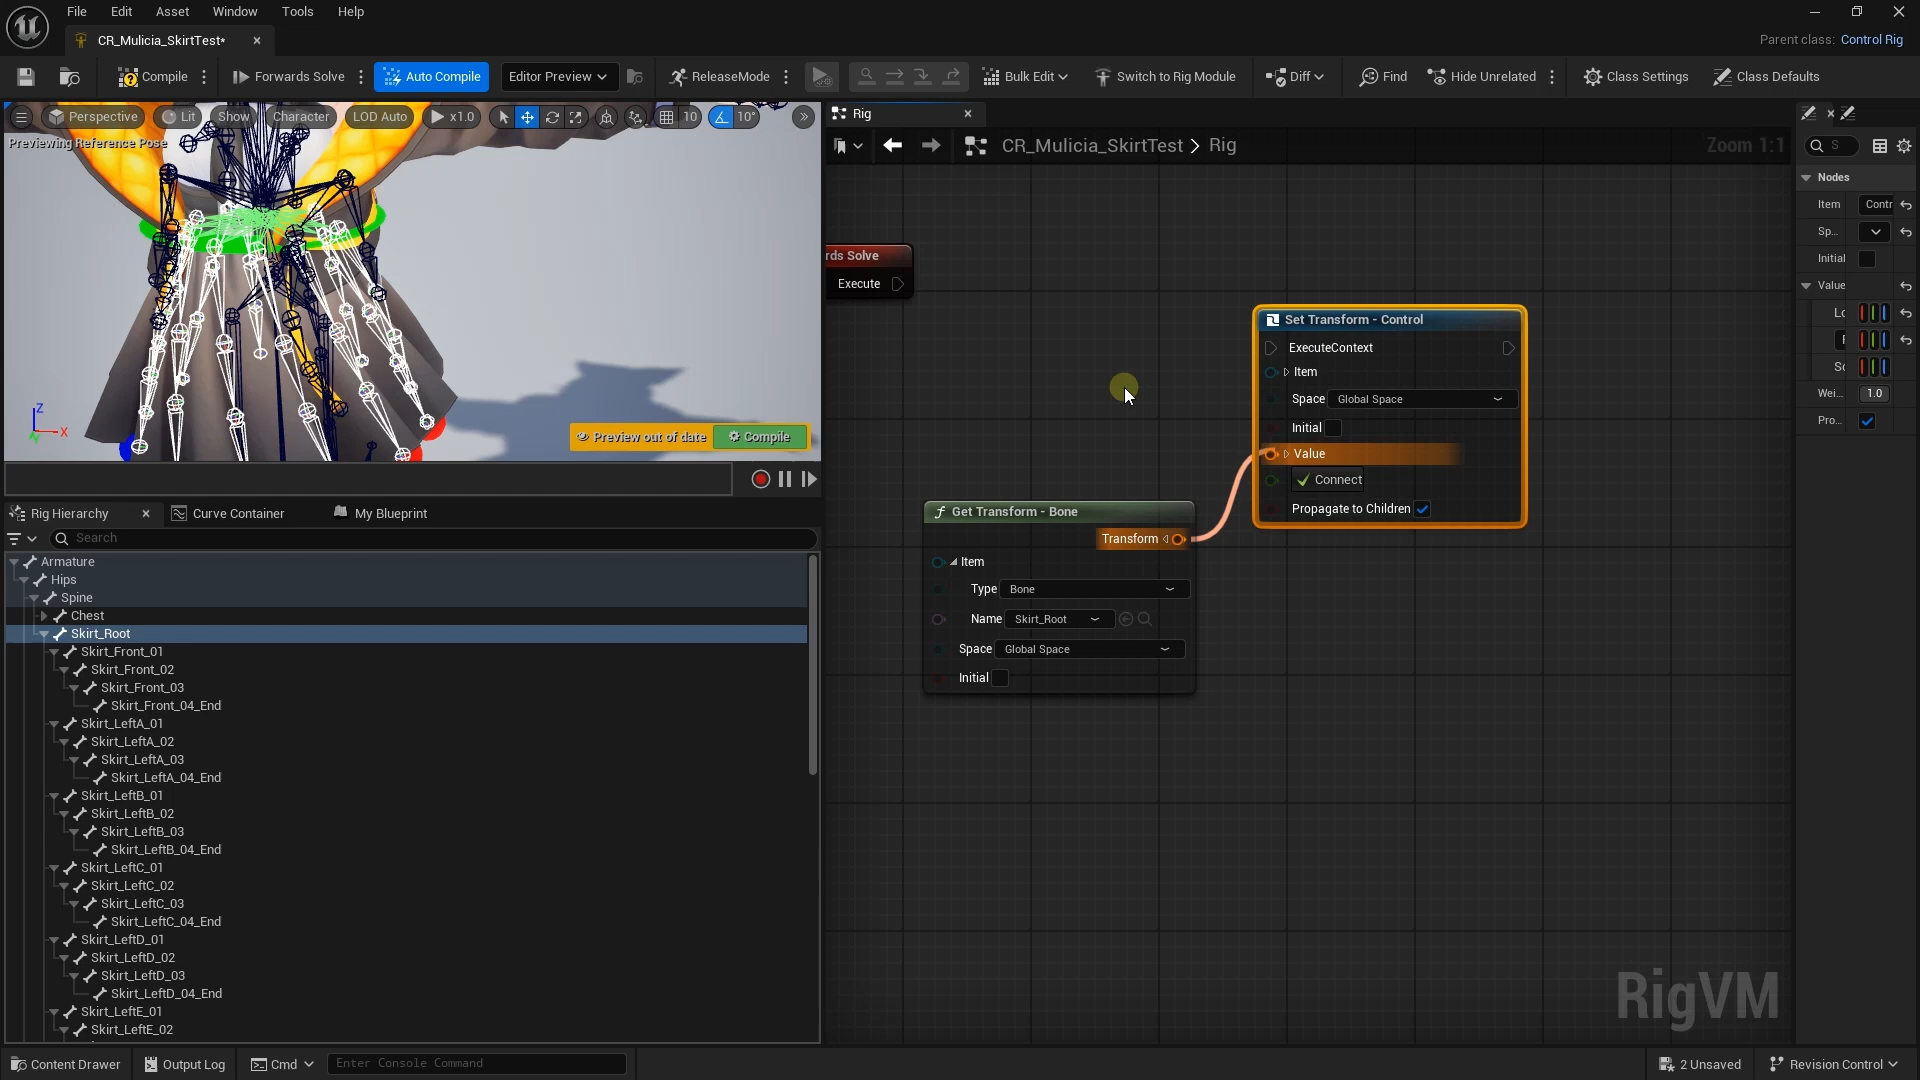 File Edit Asset Window Tools Help
CR_Mulicia_SkirtTest*
Parent class: Control Rig
Compile Forwards Solve Auto Compile Editor Preview ReleaseMode Bulk Edit Switch to Rig Module Diff Find Hide Unrelated Class Settings Class Defaults
Perspective Lit Show Character LOD Auto x1.0 10 10°
Previewing Reference Pose
Z
X
Preview out of date Compile
Rig
CR_Mulicia_SkirtTest > Rig
Zoom 1:1
rds Solve
Execute
Set Transform - Control
ExecuteContext
Item
Space Global Space
Initial
Value
Connect
Propagate to Children
Get Transform - Bone
Transform
Item
Type Bone
Name Skirt_Root
Space Global Space
Initial
RigVM
S
Nodes
Item Contr
Sp...
Initial
Value
Lc
Sc
Wei... 1.0
Pro...
Rig Hierarchy Curve Container My Blueprint
Search
Armature
Hips
Spine
Chest
Skirt_Root
Skirt_Front_01
Skirt_Front_02
Skirt_Front_03
Skirt_Front_04_End
Skirt_LeftA_01
Skirt_LeftA_02
Skirt_LeftA_03
Skirt_LeftA_04_End
Skirt_LeftB_01
Skirt_LeftB_02
Skirt_LeftB_03
Skirt_LeftB_04_End
Skirt_LeftC_01
Skirt_LeftC_02
Skirt_LeftC_03
Skirt_LeftC_04_End
Skirt_LeftD_01
Skirt_LeftD_02
Skirt_LeftD_03
Skirt_LeftD_04_End
Skirt_LeftE_01
Skirt_LeftE_02
Content Drawer Output Log Cmd Enter Console Command 2 Unsaved Revision Control